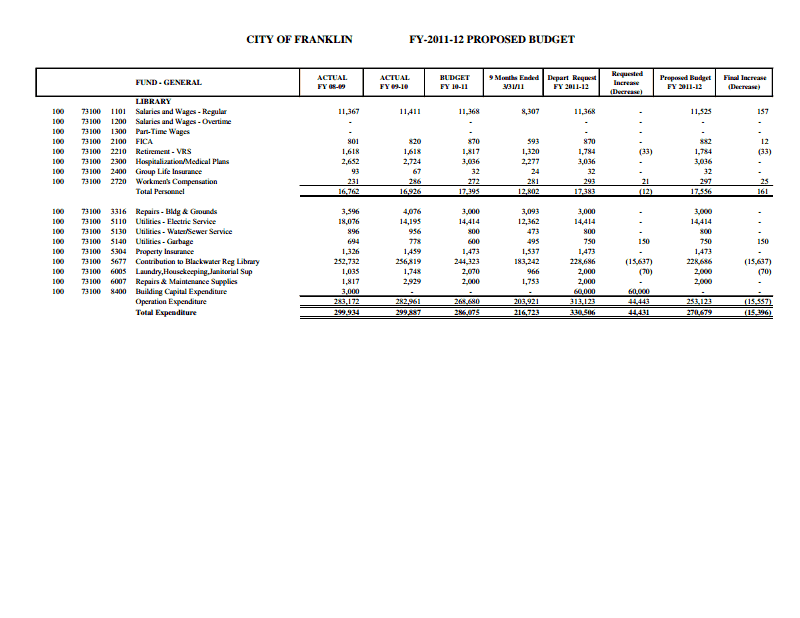 CITY OF FRANKLIN FY-2011-12 PROPOSED BUDGET
FUND - GENERAL ACTUAL FY 08-09 ACTUAL FY 09-10 BUDGET FY 10-11 9 Months Ended 3/31/11 Depart Request FY 2011-12 Requested Increase (Decrease) Proposed Budget FY 2011-12 Final Increase (Decrease)
LIBRARY
100 73100 1101 Salaries and Wages - Regular 11,367 11,411 11,368 8,307 11,368 - 11,525 157
100 73100 1200 Salaries and Wages - Overtime - - - - - -
100 73100 1300 Part-Time Wages - - - - - -
100 73100 2100 FICA 801 820 870 593 870 - 882 12
100 73100 2210 Retirement - VRS 1,618 1,618 1,817 1,320 1,784 (33) 1,784 (33)
100 73100 2300 Hospitalization/Medical Plans 2,652 2,724 3,036 2,277 3,036 - 3,036 -
100 73100 2400 Group Life Insurance 93 67 32 24 32 - 32 -
100 73100 2720 Workmen's Compensation 231 286 272 281 293 21 297 25
Total Personnel 16,762 16,926 17,395 12,802 17,383 (12) 17,556 161
100 73100 3316 Repairs - Bldg & Grounds 3,596 4,076 3,000 3,093 3,000 - 3,000 -
100 73100 5110 Utilities - Electric Service 18,076 14,195 14,414 12,362 14,414 - 14,414 -
100 73100 5130 Utilities - Water/Sewer Service 896 956 800 473 800 - 800 -
100 73100 5140 Utilities - Garbage 694 778 600 495 750 150 750 150
100 73100 5304 Property Insurance 1,326 1,459 1,473 1,537 1,473 - 1,473 -
100 73100 5677 Contribution to Blackwater Reg Library 252,732 256,819 244,323 183,242 228,686 (15,637) 228,686 (15,637)
100 73100 6005 Laundry,Housekeeping,Janitorial Sup 1,035 1,748 2,070 966 2,000 (70) 2,000 (70)
100 73100 6007 Repairs & Maintenance Supplies 1,817 2,929 2,000 1,753 2,000 - 2,000 -
100 73100 8400 Building Capital Expenditure 3,000 - - - 60,000 60,000 - -
Operation Expenditure 283,172 282,961 268,680 203,921 313,123 44,443 253,123 (15,557)
Total Expenditure 299,934 299,887 286,075 216,723 330,506 44,431 270,679 (15,396)